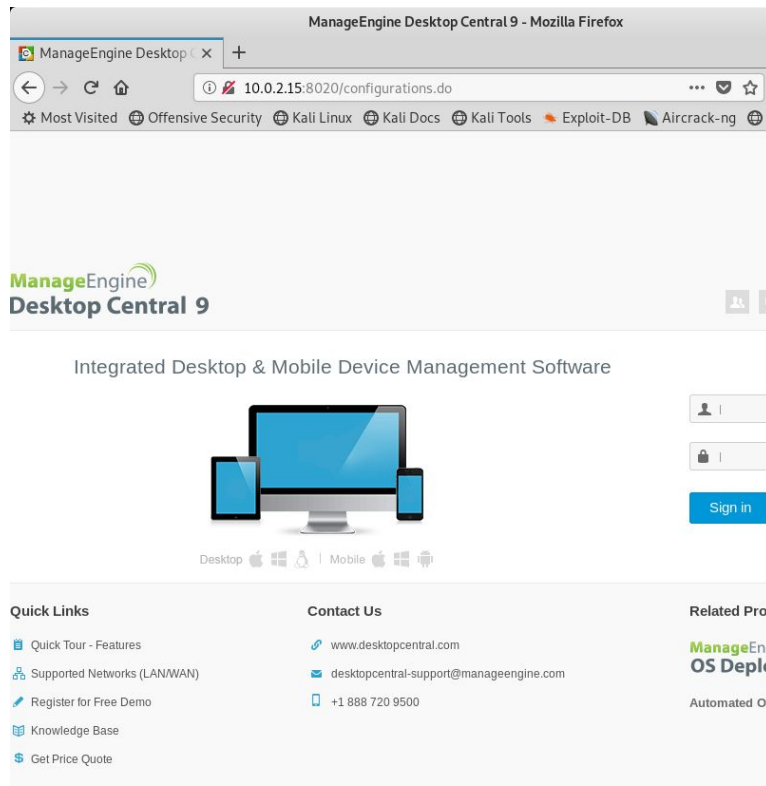 ManageEngine Desktop Central 9 - Mozilla Firefox
ManageEngine Desktop C
10.0.2.15:8020/configurations.do
Most Visited Offensive Security Kali Linux Kali Docs Kali Tools Exploit-DB Aircrack-ng
ManageEngine
Desktop Central 9
Integrated Desktop & Mobile Device Management Software
Sign in
Desktop | Mobile
Quick Links
Quick Tour - Features
Supported Networks (LAN/WAN)
Register for Free Demo
Knowledge Base
Get Price Quote
Contact Us
www.desktopcentral.com
desktopcentral-support@manageengine.com
+1 888 720 9500
Related Pro
ManageEn
OS Deplo
Automated O